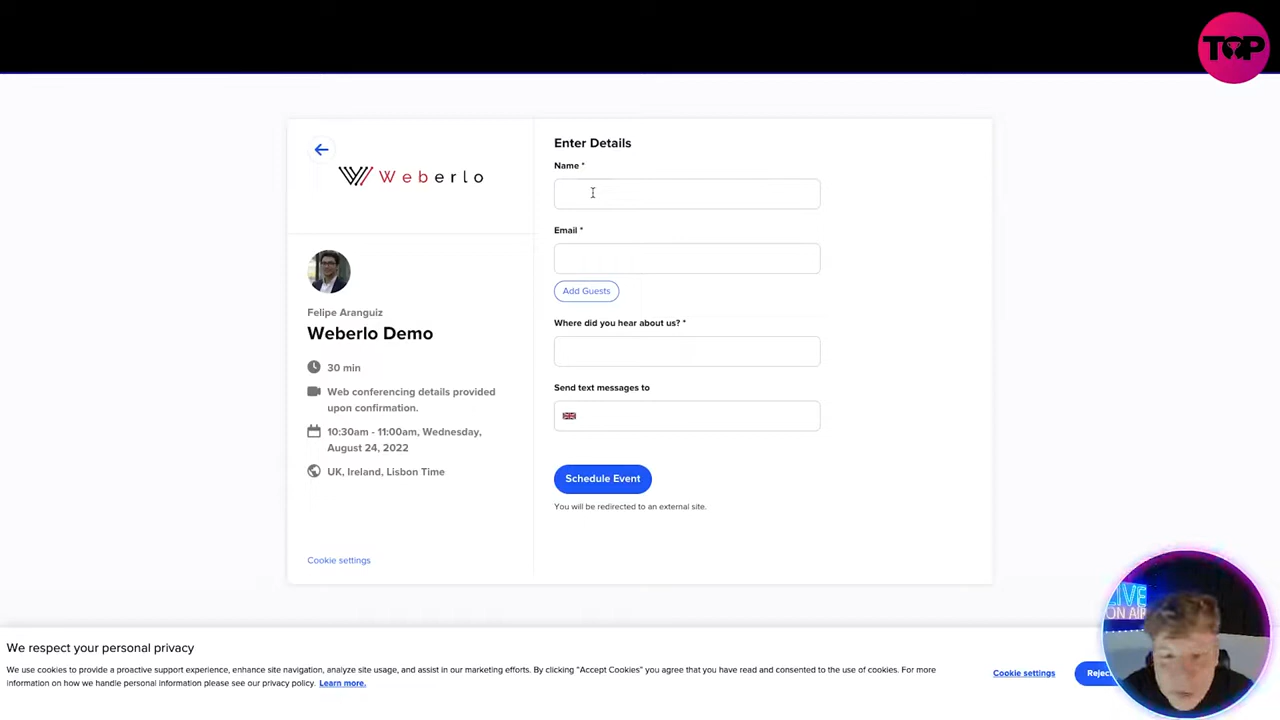 TOP
Weberlo
Felipe Aranguiz
Weberlo Demo
30 min
Web conferencing details provided
upon confirmation.
10:30am - 11:00am, Wednesday,
August 24, 2022
UK, Ireland, Lisbon Time
Cookie settings
Enter Details
Name *
Email *
Add Guests
Where did you hear about us? *
Send text messages to
Schedule Event
You will be redirected to an external site.
We respect your personal privacy
We use cookies to provide a proactive support experience, enhance site navigation, analyze site usage, and assist in our marketing efforts. By clicking "Accept Cookies" you agree that you have read and consented to the use of cookies. For more
information on how we handle personal information please see our privacy policy. Learn more.
Cookie settings
LIVE
ON AIR